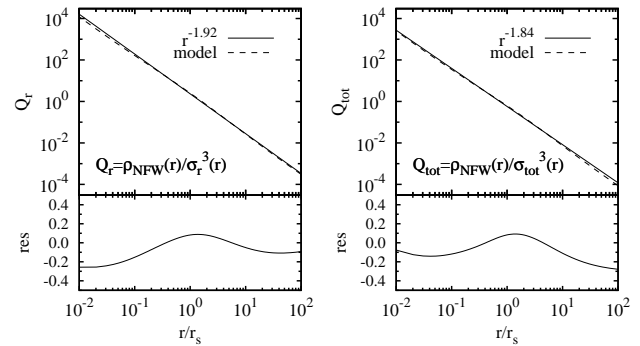 10^4
10^2
10^0
10^-2
10^-4
Q_r
r^-1.92
model
Q_r=ρ_NFW(r)/σ_r^3(r)
0.4
0.2
0.0
-0.2
-0.4
res
10^-2 10^-1 10^0 10^1 10^2
r/r_s
10^4
10^2
10^0
10^-2
10^-4
Q_tot
r^-1.84
model
Q_tot=ρ_NFW(r)/σ_tot^3(r)
0.4
0.2
0.0
-0.2
-0.4
res
10^-2 10^-1 10^0 10^1 10^2
r/r_s